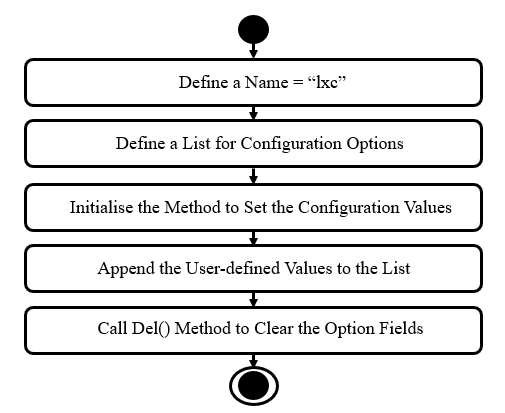 Define a Name = “lxc”
Define a List for Configuration Options
Initialise the Method to Set the Configuration Values
Append the User-defined Values to the List
Call Del() Method to Clear the Option Fields